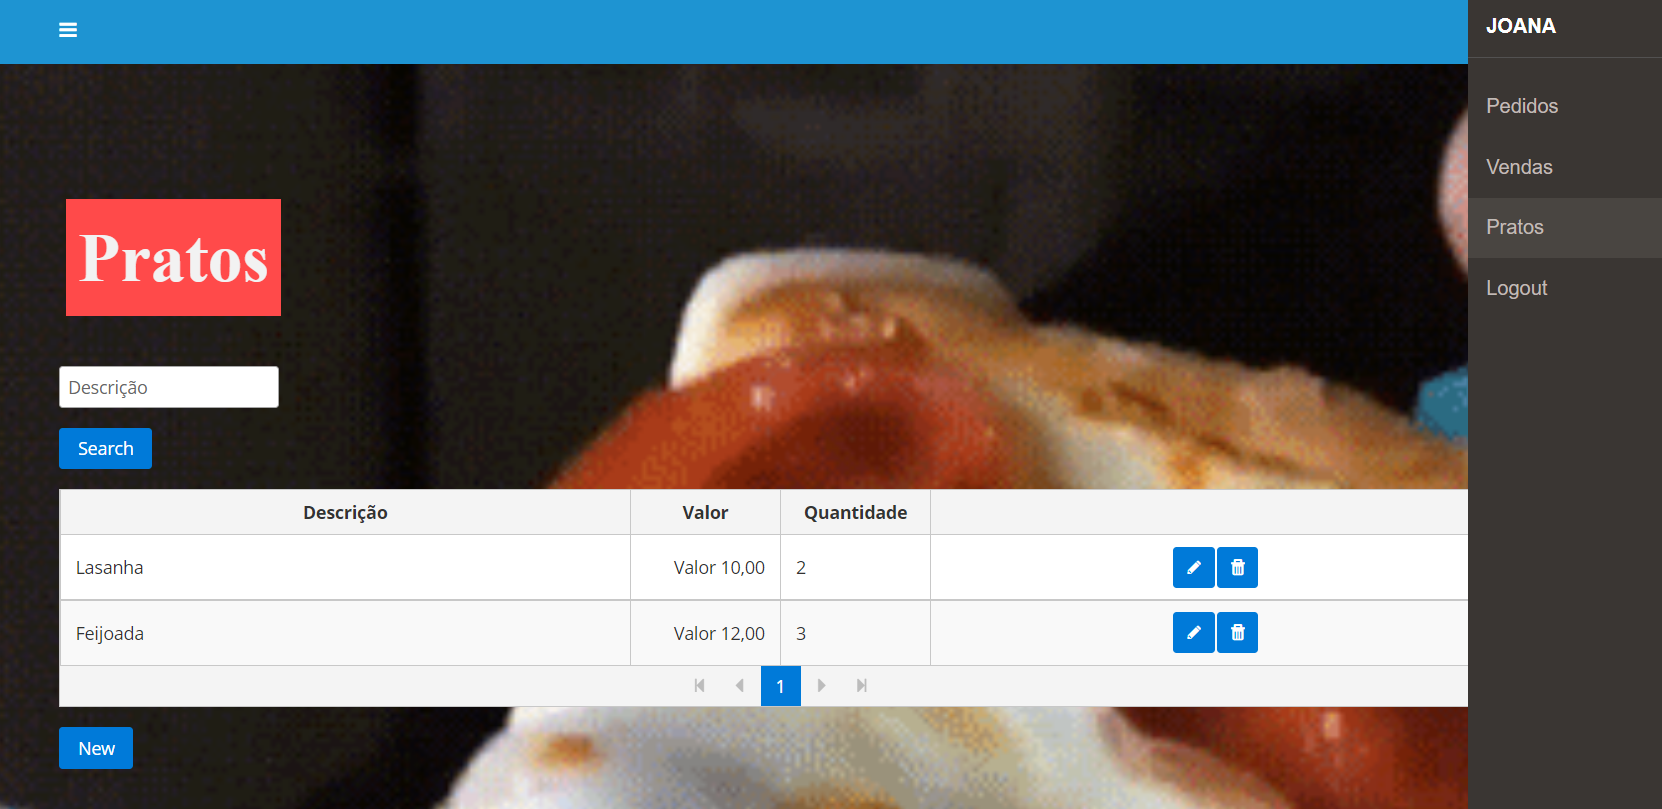 JOANA
Pedidos
Vendas
Pratos
Logout
Pratos
Descrição
Search
Descrição Valor Quantidade
Lasanha Valor 10,00 2
Feijoada Valor 12,00 3
1
New